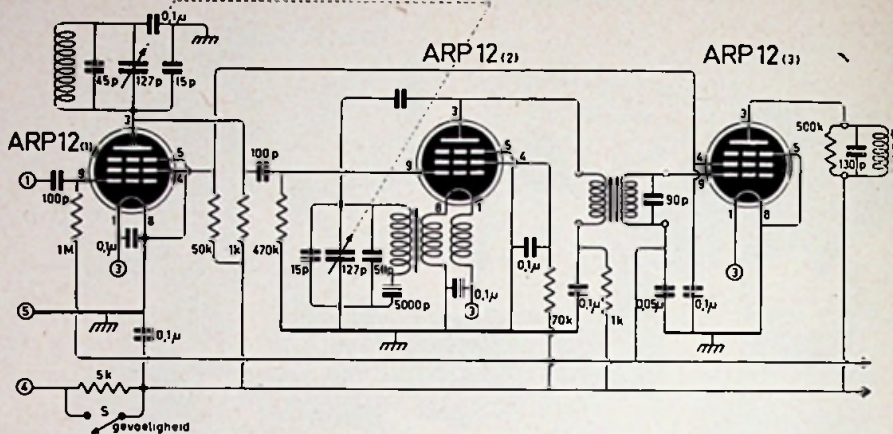 0,1µ
45p
127p
15p
ARP12 (2)
ARP12 (3)
3
3
3
ARP12 (1)
1
100p
9
5
4
1
8
1M
0,1µ
3
50k
1k
100p
470k
9
5
4
8
1
15p
127p
5000p
0,1µ
3
0,1µ
70k
0,1µ
1k
90p
0,05µ
0,1µ
4
9
5
1
8
3
500k
130p
5
0,1µ
4
5k
S
gevoeligheid